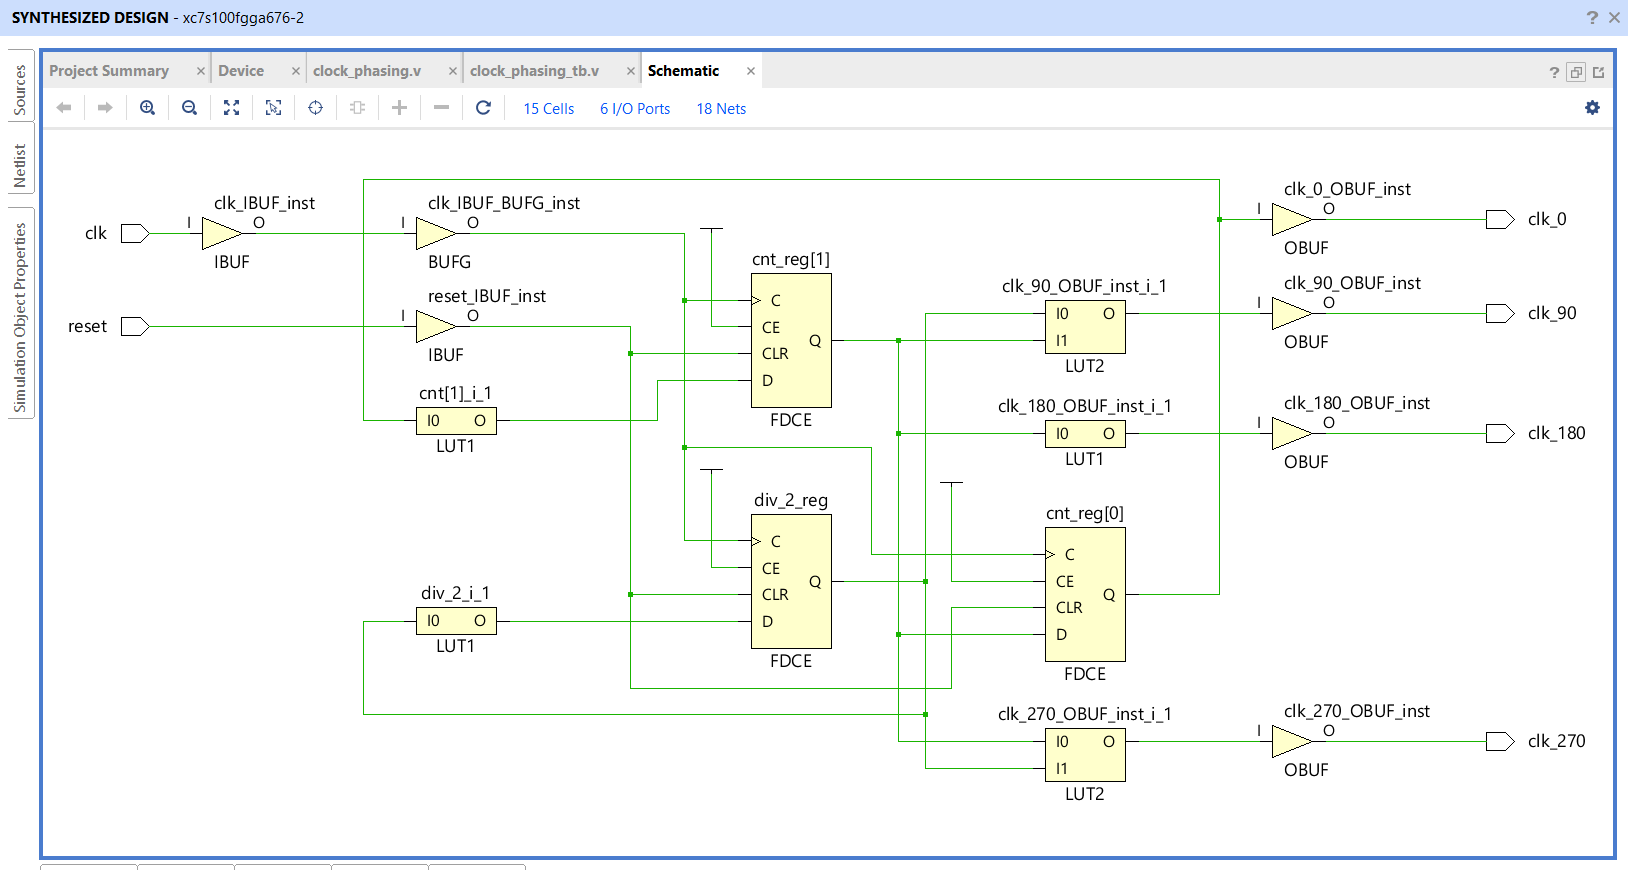 SYNTHESIZED DESIGN - xc7s100fgga676-2
Sources
Netlist
Simulation Object Properties
Project Summary
Device
clock_phasing.v
clock_phasing_tb.v
Schematic
15 Cells
6 I/O Ports
18 Nets
clk
clk_IBUF_inst
I
O
IBUF
clk_IBUF_BUFG_inst
I
O
BUFG
reset
reset_IBUF_inst
I
O
IBUF
cnt[1]_i_1
I0
O
LUT1
div_2_i_1
I0
O
LUT1
cnt_reg[1]
C
CE
CLR
D
Q
FDCE
div_2_reg
C
CE
CLR
D
Q
FDCE
clk_90_OBUF_inst_i_1
I0
O
I1
LUT2
clk_180_OBUF_inst_i_1
I0
O
LUT1
cnt_reg[0]
C
CE
CLR
D
Q
FDCE
clk_270_OBUF_inst_i_1
I0
O
I1
LUT2
clk_0_OBUF_inst
I
O
OBUF
clk_0
clk_90_OBUF_inst
I
O
OBUF
clk_90
clk_180_OBUF_inst
I
O
OBUF
clk_180
clk_270_OBUF_inst
I
O
OBUF
clk_270